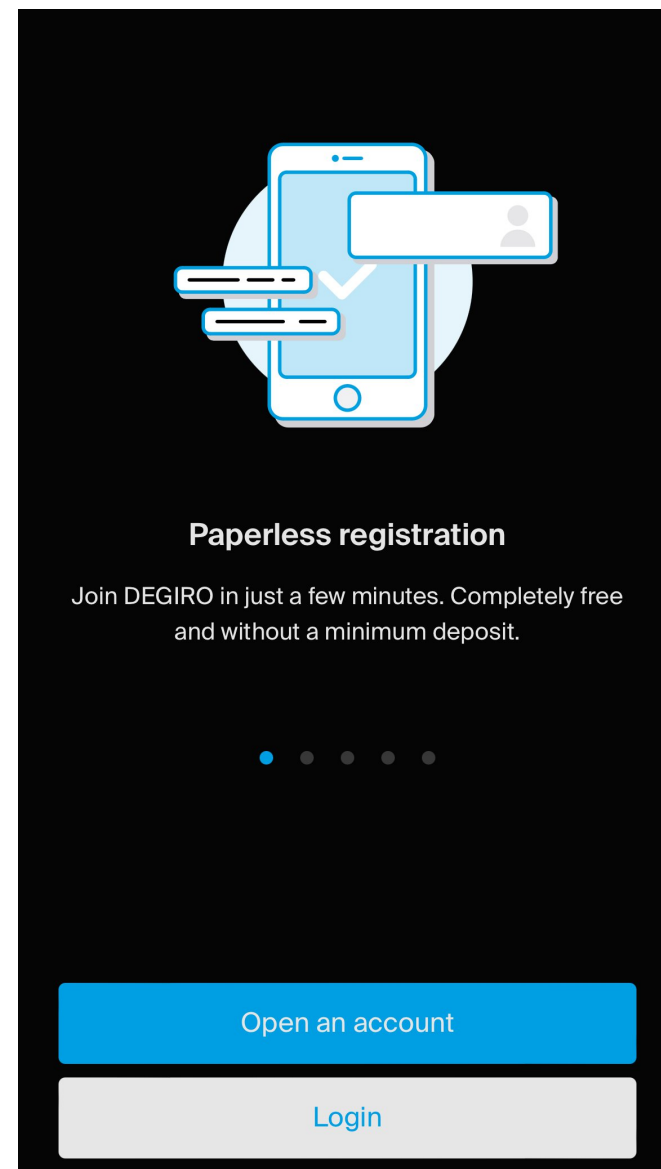 Paperless registration
Join DEGIRO in just a few minutes. Completely free
and without a minimum deposit.
Open an account
Login